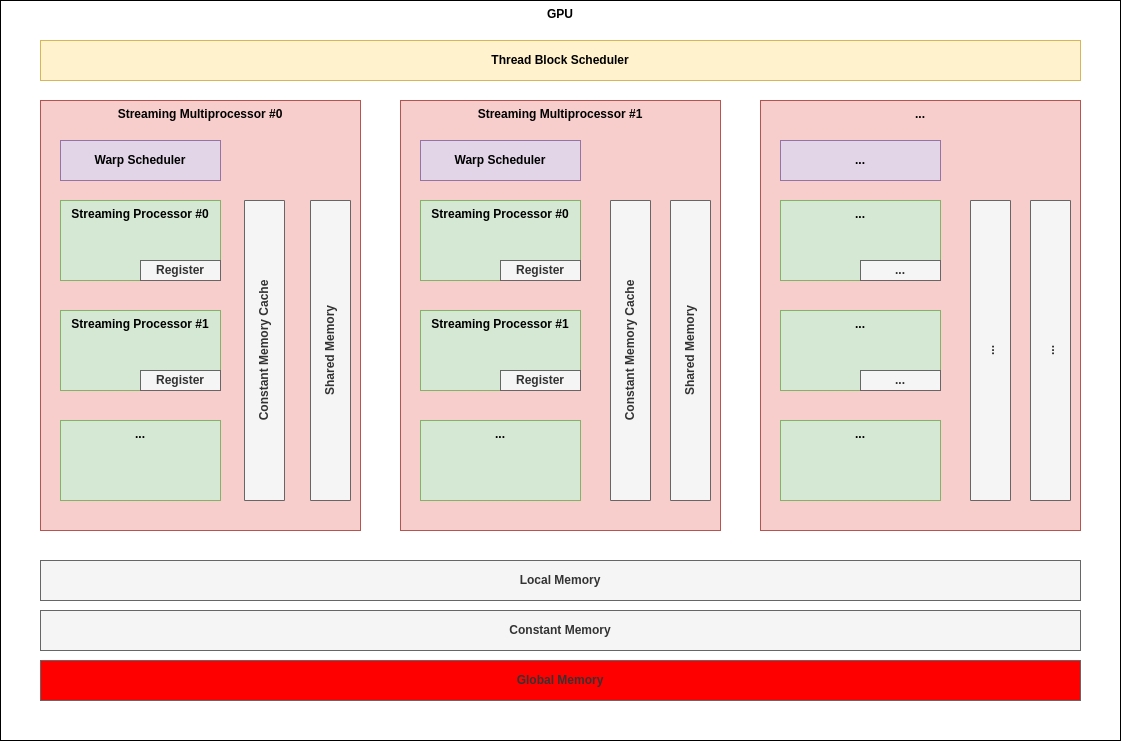 GPU
Thread Block Scheduler
Streaming Multiprocessor #0
Warp Scheduler
Streaming Processor #0
Register
Streaming Processor #1
Register
...
Constant Memory Cache
Shared Memory
Streaming Multiprocessor #1
Warp Scheduler
Streaming Processor #0
Register
Streaming Processor #1
Register
...
Constant Memory Cache
Shared Memory
...
...
...
...
...
...
...
...
...
Local Memory
Constant Memory
Global Memory